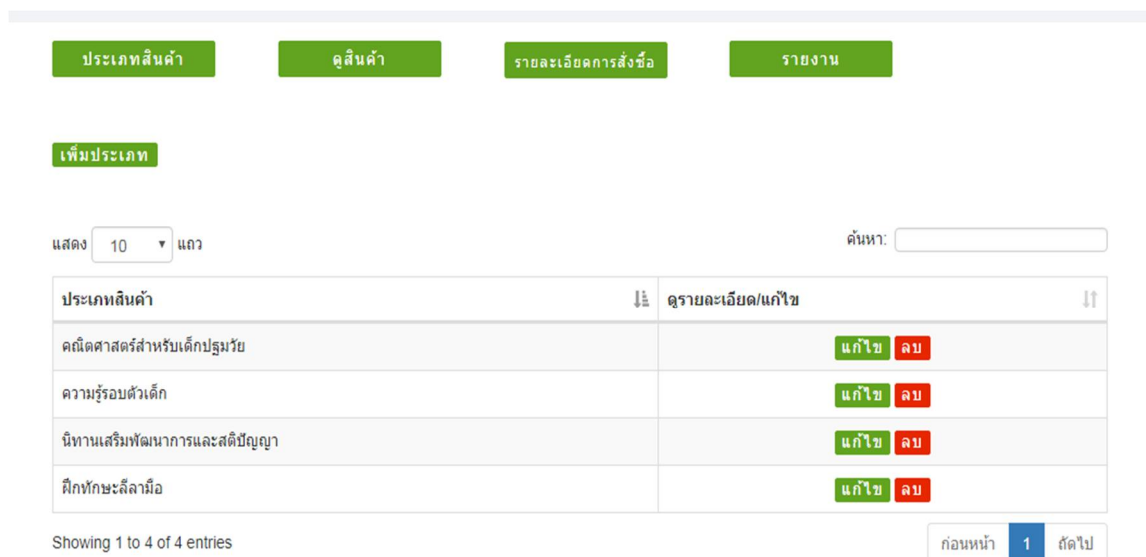 ประเภทสินค้า ดูสินค้า รายละเอียดการสั่งซื้อ รายงาน
เพิ่มประเภท
แสดง 10 แถว ค้นหา:
ประเภทสินค้า ดูรายละเอียด/แก้ไข
คณิตศาสตร์สำหรับเด็กปฐมวัย แก้ไข ลบ
ความรู้รอบตัวเด็ก แก้ไข ลบ
นิทานเสริมพัฒนาการและสติปัญญา แก้ไข ลบ
ฝึกทักษะลีลามือ แก้ไข ลบ
Showing 1 to 4 of 4 entries ก่อนหน้า 1 ถัดไป